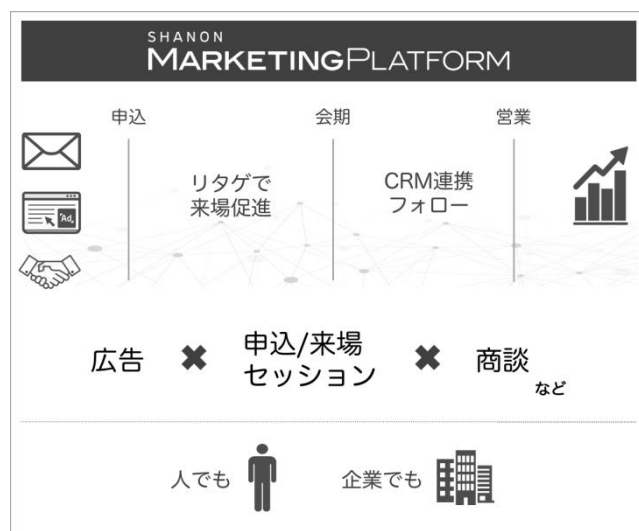 SHANON
MARKETINGPLATFORM
申込
会期
営業
リタゲで
来場促進
CRM連携
フォロー
Ad
広告 ✖ 申込/来場
セッション ✖ 商談
など
人でも
企業でも